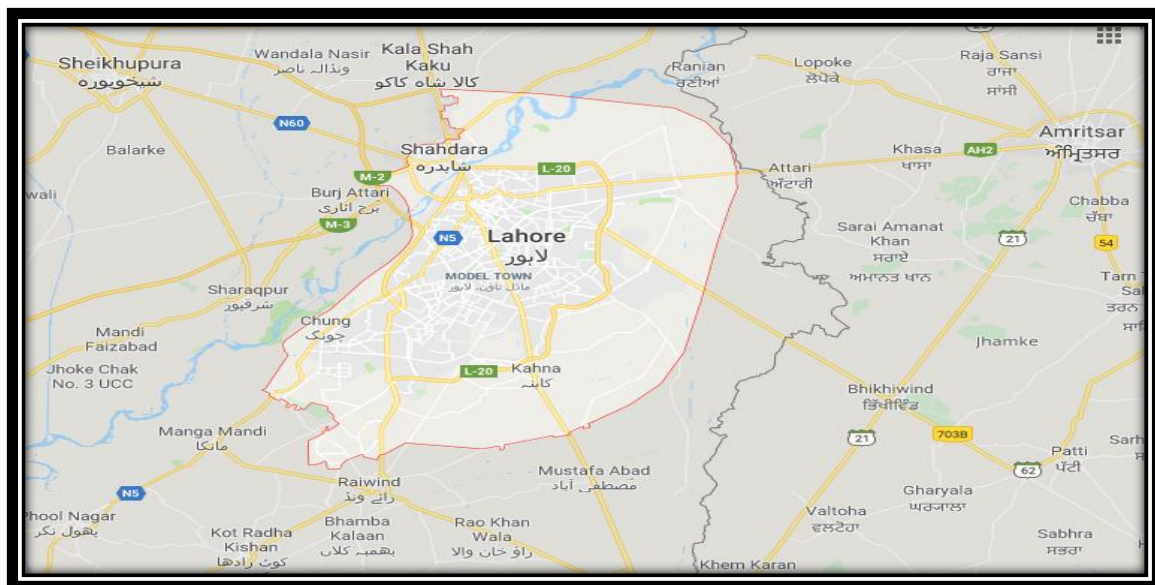 Sheikhupura
شیخوپورہ
Wandala Nasir
ونڈالہ ناصر
Kala Shah
Kaku
کالا شاہ کاکو
Ranian
ਰਣੀਆਂ
Lopoke
ਲੋਪੋਕੇ
Raja Sansi
ਰਾਜਾ
ਸਾਂਸੀ
N60
Balarke
Shahdara
شاہدرہ
L-20
Amritsar
ਅੰਮ੍ਰਿਤਸਰ
AH2
Khasa
ਖਾਸਾ
M-2
Attari
ਅੱਟਾਰੀ
wali
Burj Attari
برج اٹاری
M-3
Chabba
ਚੱਬਾ
N5
Lahore
لاہور
Sarai Amanat
Khan
ਸਰਾਏ
ਅਮਾਨਤ ਖਾਨ
21
54
MODEL TOWN
ماڈل ٹاؤن، لاہور
Tarn
ਤਰਨ
Sharaqpur
شرقپور
Chung
چونگ
Mandi
Faizabad
Jhamke
Jhoke Chak
No. 3 UCC
L-20
Kahna
کاہنہ
Bhikhiwind
ਭਿੱਖੀਵਿੰਡ
Manga Mandi
مانگا
21
703B
Patti
ਪੱਟੀ
62
Mustafa Abad
مُصطفٰی آباد
Raiwind
رائے ونڈ
N5
Gharyala
ਘਰਯਾਲਾ
Phool Nagar
پھول نگر
Valtoha
ਵਲਟੋਹਾ
Kot Radha
Kishan
کوٹ رادھا
Bhamba
Kalaan
بھمبہ کلاں
Rao Khan
Wala
راؤ خان والا
Sabhra
ਸਭਰਾ
Khem Karan